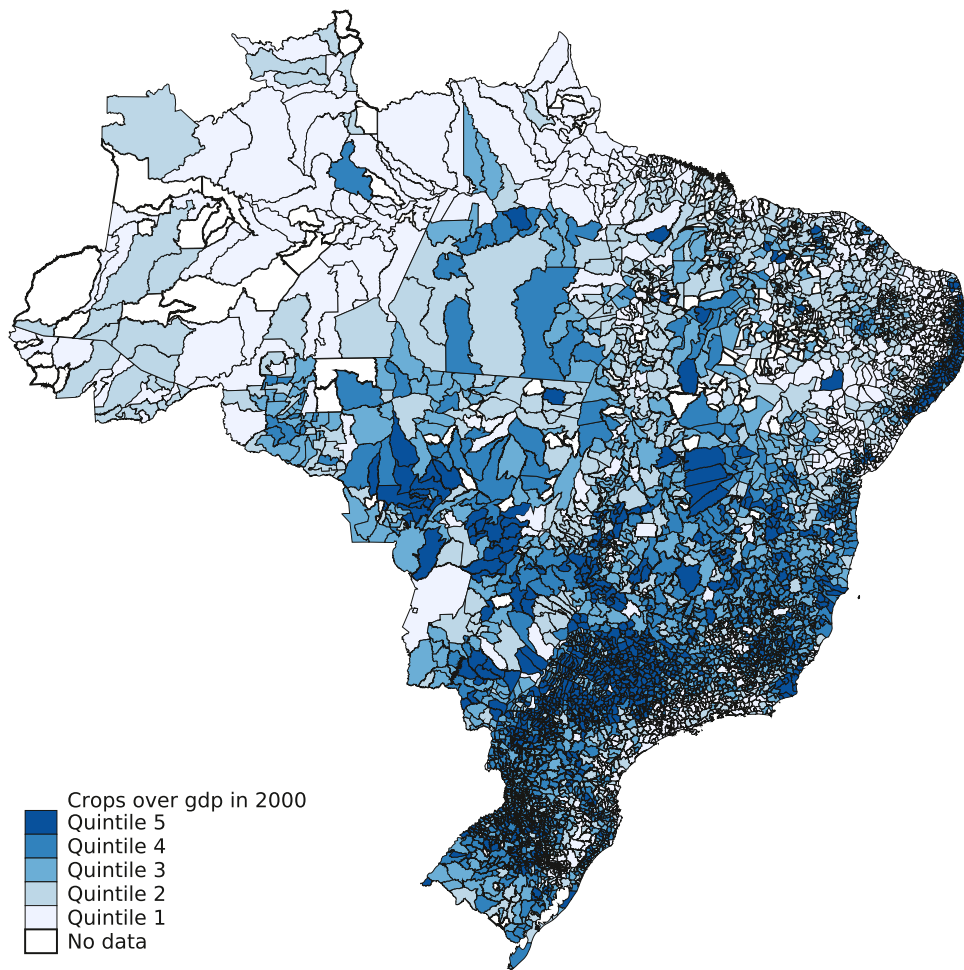 Crops over gdp in 2000
Quintile 5
Quintile 4
Quintile 3
Quintile 2
Quintile 1
No data